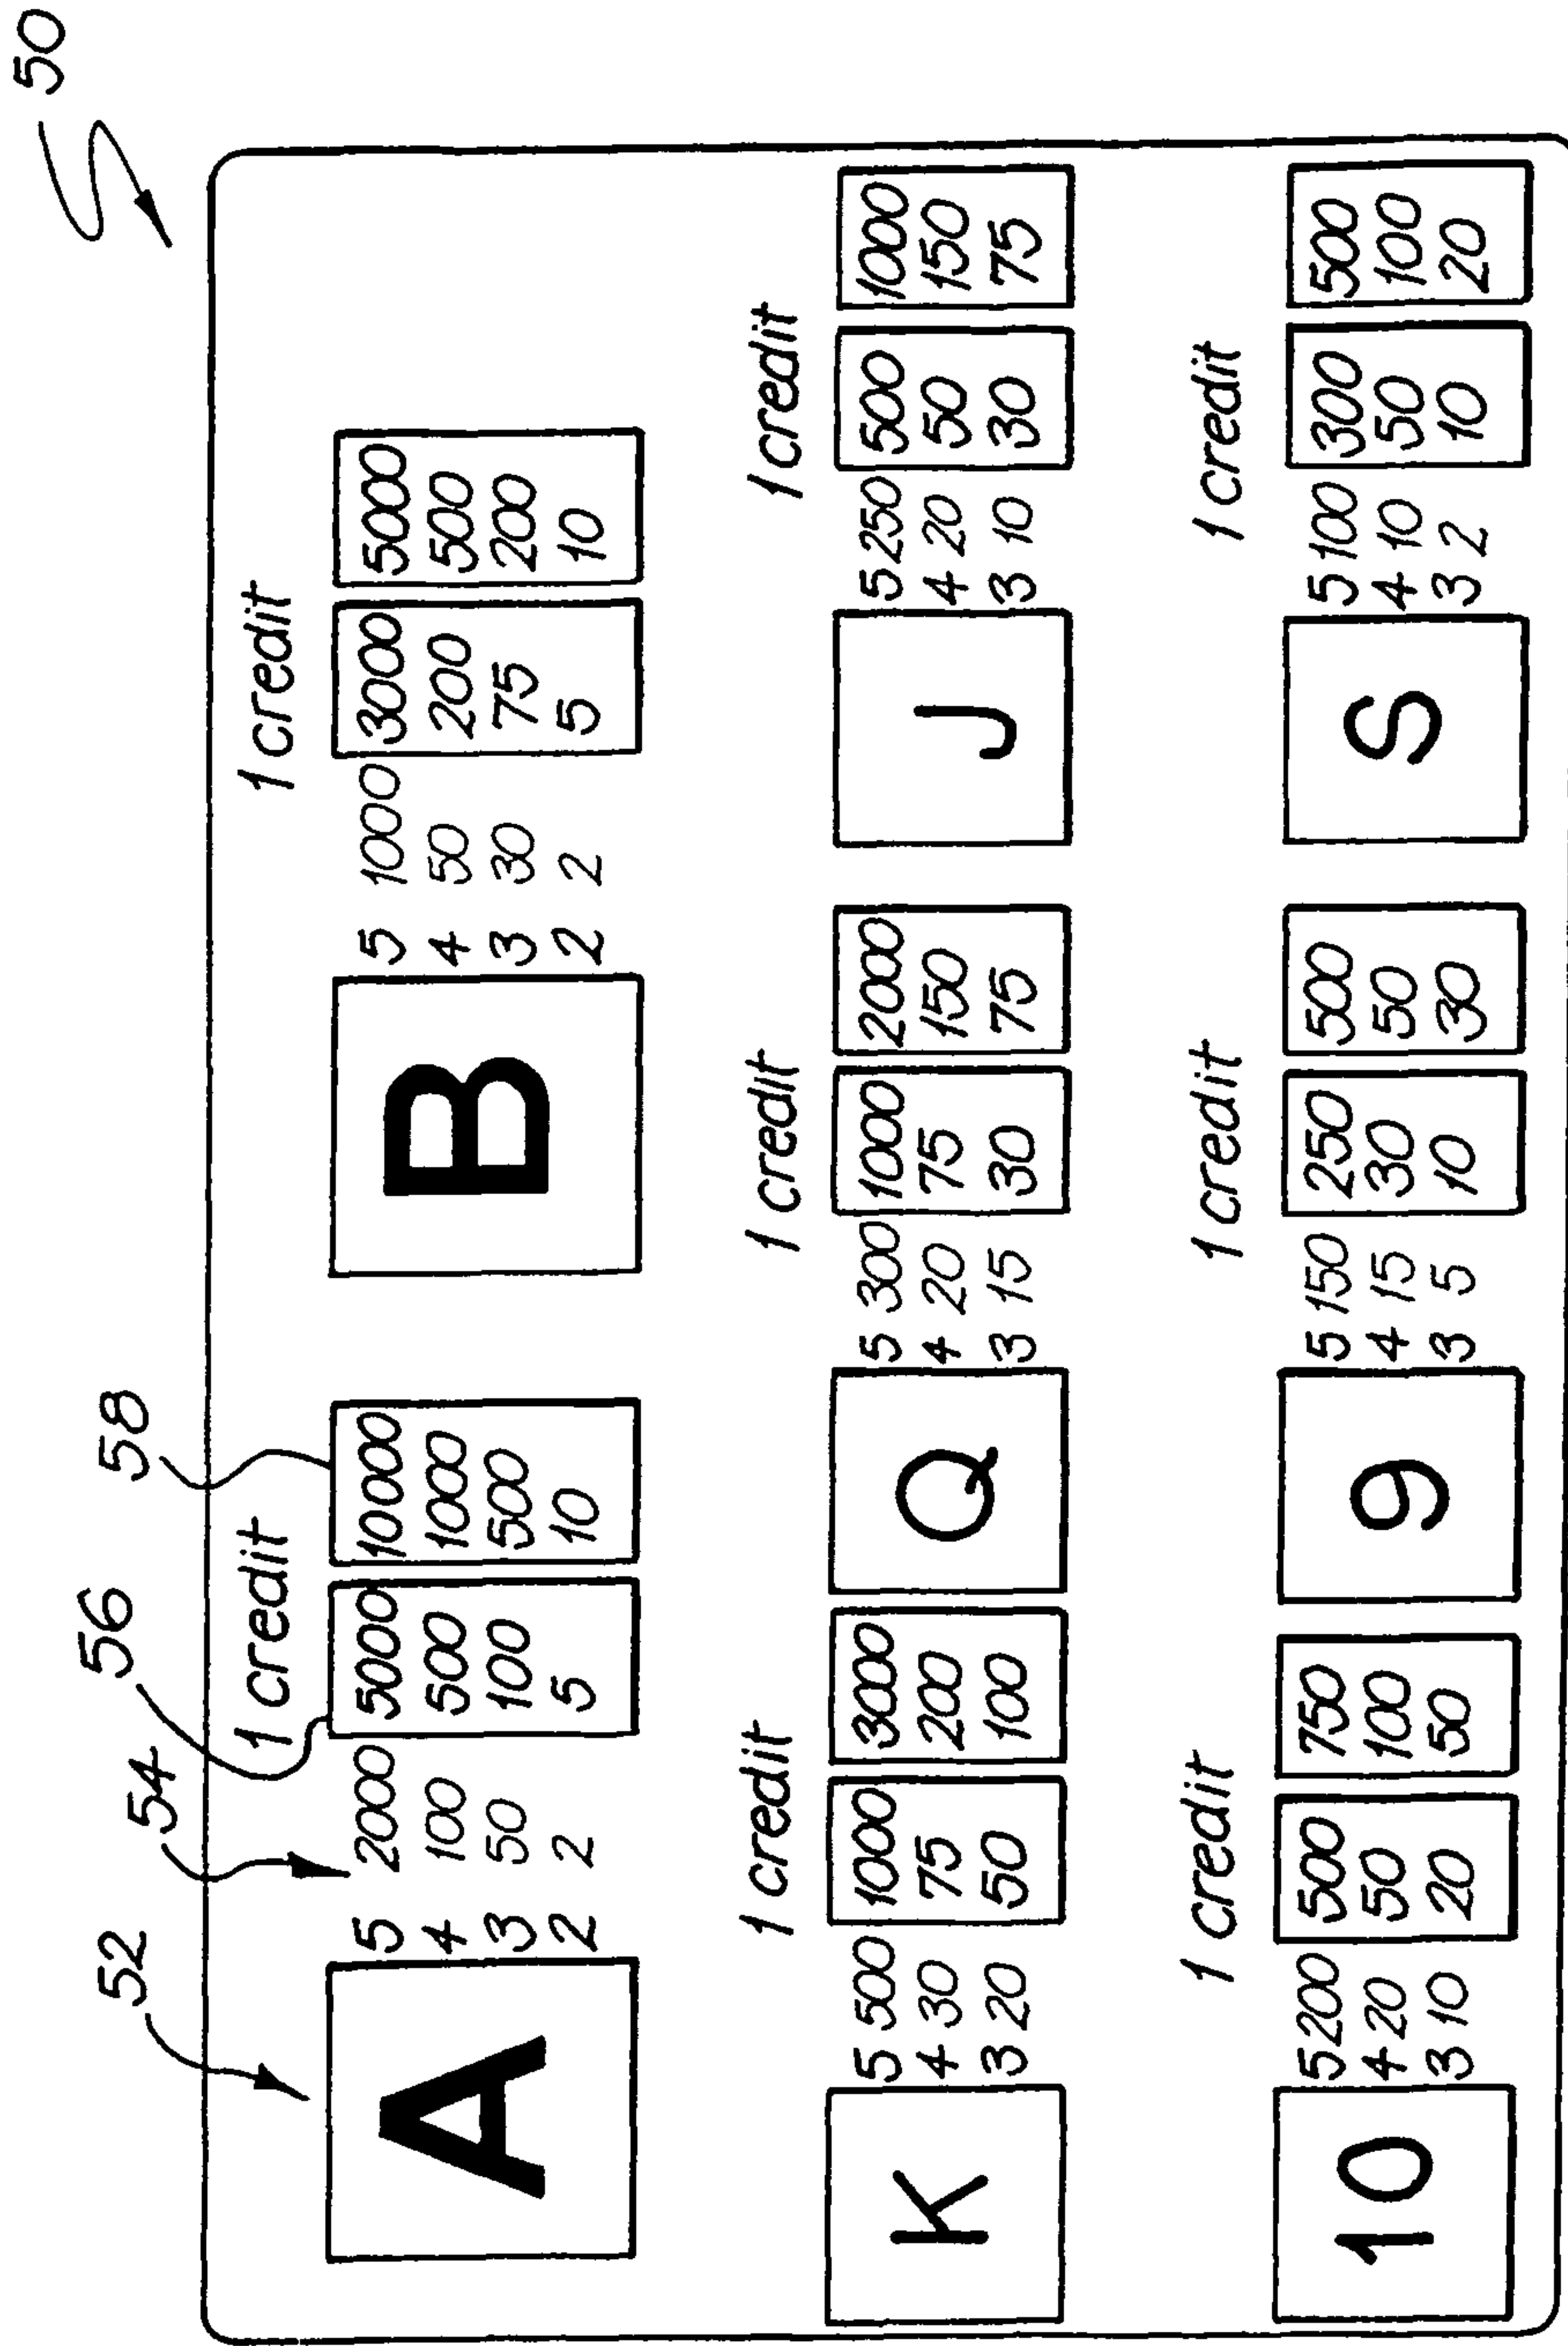 50
52
54
56
58
1 credit
1 credit
A
5 2000 5000 10000
4 100 500 1000
3 50 100 500
2 2 5 10
B
5 1000 3000 5000
4 50 200 500
3 30 75 200
2 2 5 10
1 credit
1 credit
1 credit
K
5 500 1000 3000
4 30 75 200
3 20 50 100
Q
5 300 1000 2000
4 20 75 150
3 15 30 75
J
5 250 500 1000
4 20 50 150
3 10 30 75
1 credit
1 credit
1 credit
10
5 200 500 750
4 20 50 100
3 10 20 50
9
5 150 250 500
4 15 30 50
3 5 10 30
S
5 100 300 500
4 10 50 100
3 2 10 20